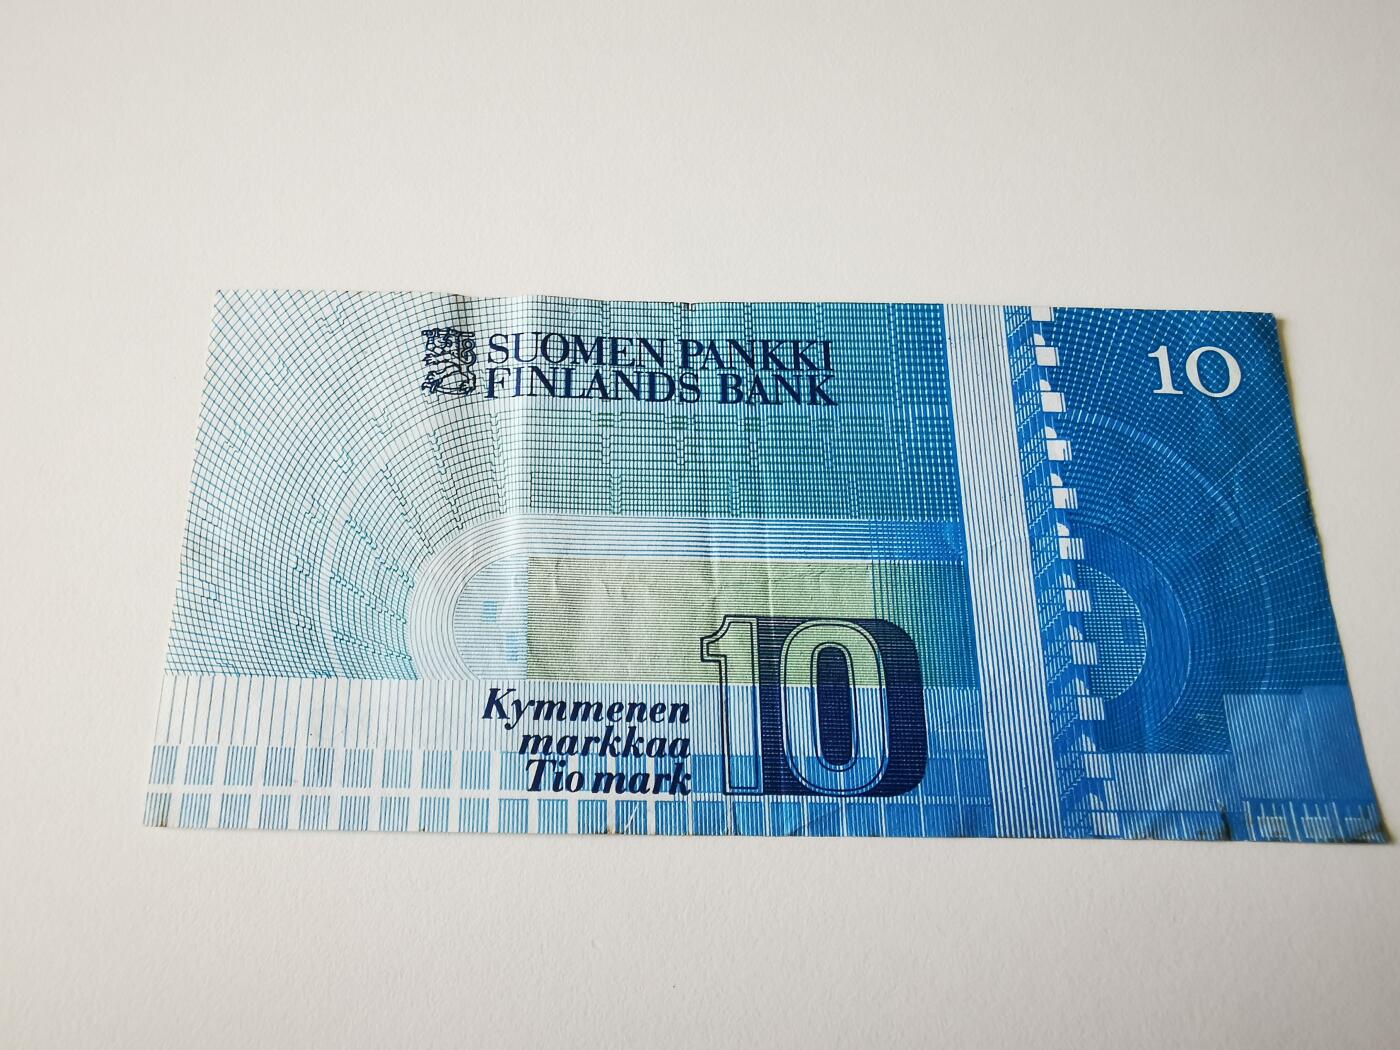 SUOMEN PANKKI
FINLANDS BANK
10
Kymmenen
markkaa
Tio mark
10